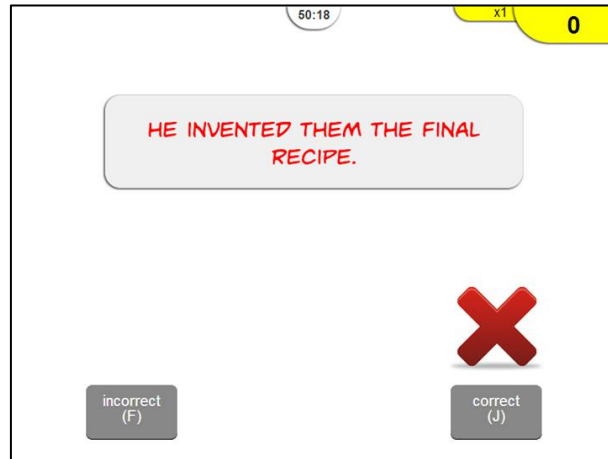 50:18
x1
0
HE INVENTED THEM THE FINAL
RECIPE.
incorrect
(F)
correct
(J)